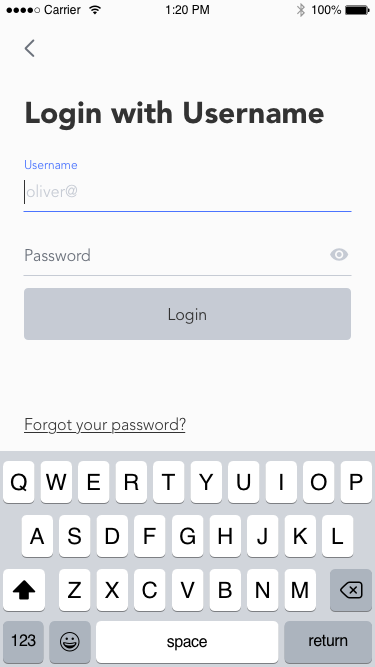 Carrier 1:20 PM 100%
Login with Username
Username
oliver@
Password
Login
Forgot your password?
Q W E R T Y U I O P
A S D F G H J K L
Z X C V B N M
123 space return